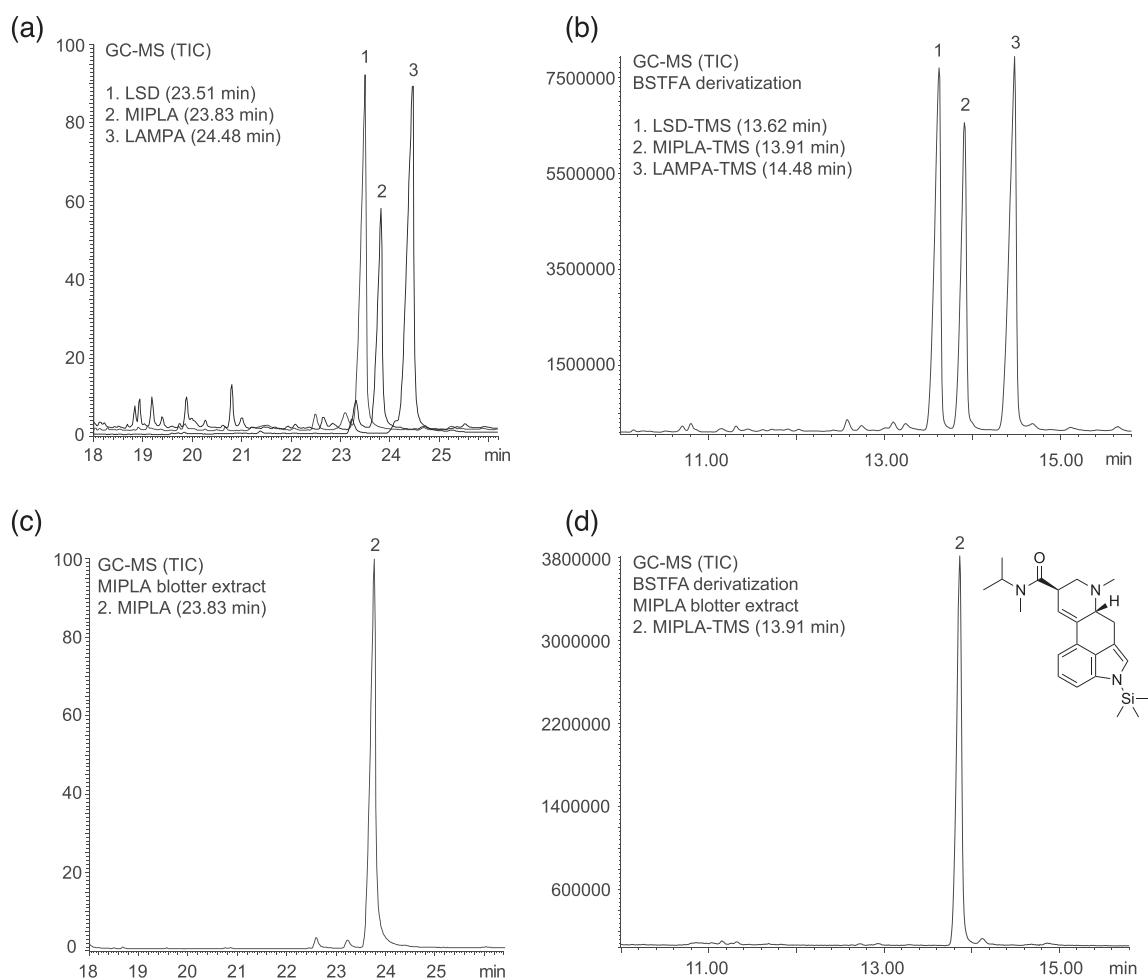 (a)
GC-MS (TIC)
1. LSD (23.51 min)
2. MIPLA (23.83 min)
3. LAMPA (24.48 min)
1
2
3
100
80
60
40
20
0
18 19 20 21 22 23 24 25 min
(b)
GC-MS (TIC)
BSTFA derivatization
1. LSD-TMS (13.62 min)
2. MIPLA-TMS (13.91 min)
3. LAMPA-TMS (14.48 min)
1
2
3
7500000
5500000
3500000
1500000
11.00 13.00 15.00 min
(c)
GC-MS (TIC)
MIPLA blotter extract
2. MIPLA (23.83 min)
2
100
80
60
40
20
0
18 19 20 21 22 23 24 25 min
(d)
GC-MS (TIC)
BSTFA derivatization
MIPLA blotter extract
2. MIPLA-TMS (13.91 min)
2
O
N
N
H
N
Si
3800000
3000000
2200000
1400000
600000
11.00 13.00 15.00 min